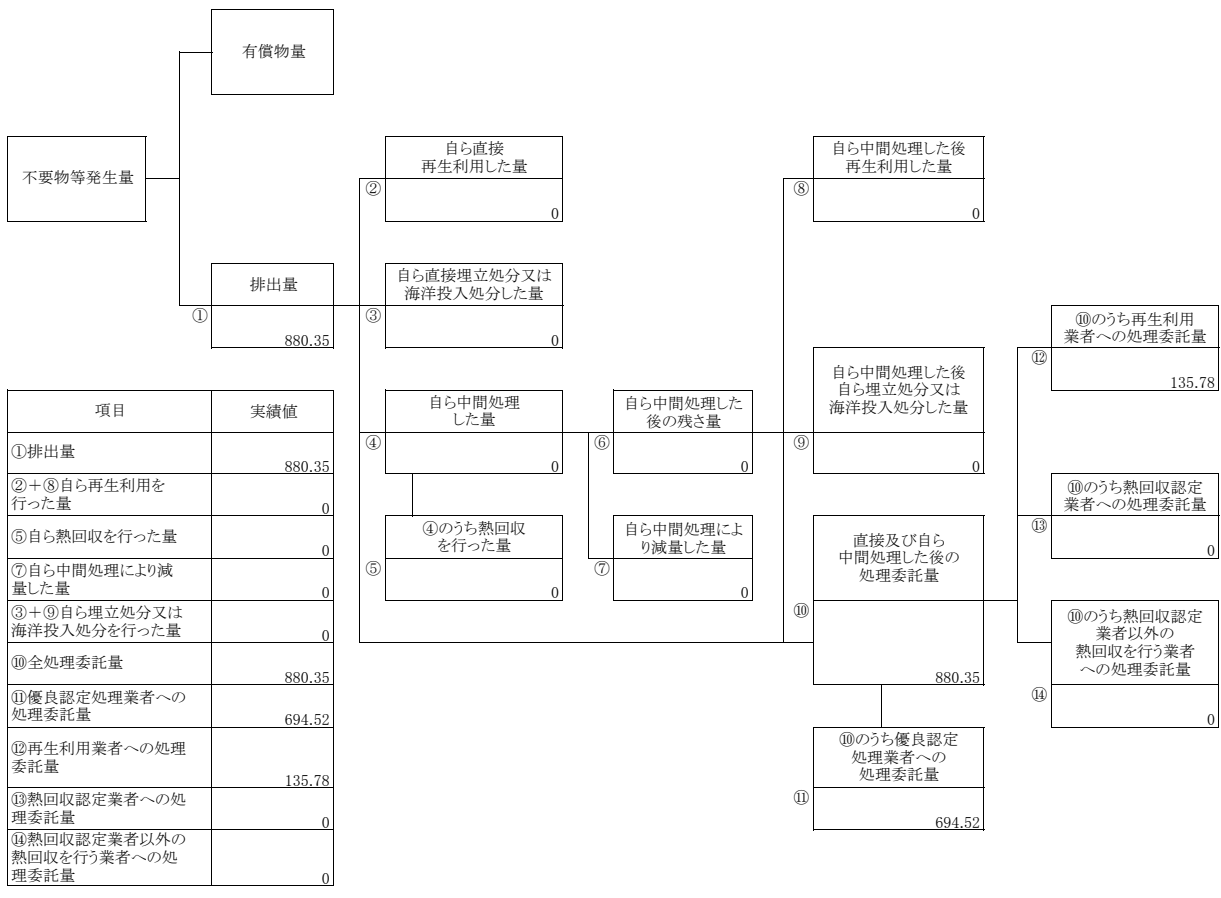 有償物量
不要物等発生量
排出量
①
880.35
自ら直接
再生利用した量
②
0
自ら直接埋立処分又は
海洋投入処分した量
③
0
自ら中間処理
した量
④
0
④のうち熱回収
を行った量
⑤
0
自ら中間処理した
後の残さ量
⑥
0
自ら中間処理によ
り減量した量
⑦
0
自ら中間処理した後
再生利用した量
⑧
0
自ら中間処理した後
自ら埋立処分又は
海洋投入処分した量
⑨
0
直接及び自ら
中間処理した後の
処理委託量
⑩
880.35
⑩のうち優良認定
処理業者への
処理委託量
⑪
694.52
⑩のうち再生利用
業者への処理委託量
⑫
135.78
⑩のうち熱回収認定
業者への処理委託量
⑬
0
⑩のうち熱回収認定
業者以外の
熱回収を行う業者
への処理委託量
⑭
0
項目 実績値
①排出量
880.35
②＋⑧自ら再生利用を
行った量
0
⑤自ら熱回収を行った量
0
⑦自ら中間処理により減
量した量
0
③＋⑨自ら埋立処分又は
海洋投入処分を行った量
0
⑩全処理委託量
880.35
⑪優良認定処理業者への
処理委託量
694.52
⑫再生利用業者への処理
委託量
135.78
⑬熱回収認定業者への処
理委託量
0
⑭熱回収認定業者以外の
熱回収を行う業者への処
理委託量
0